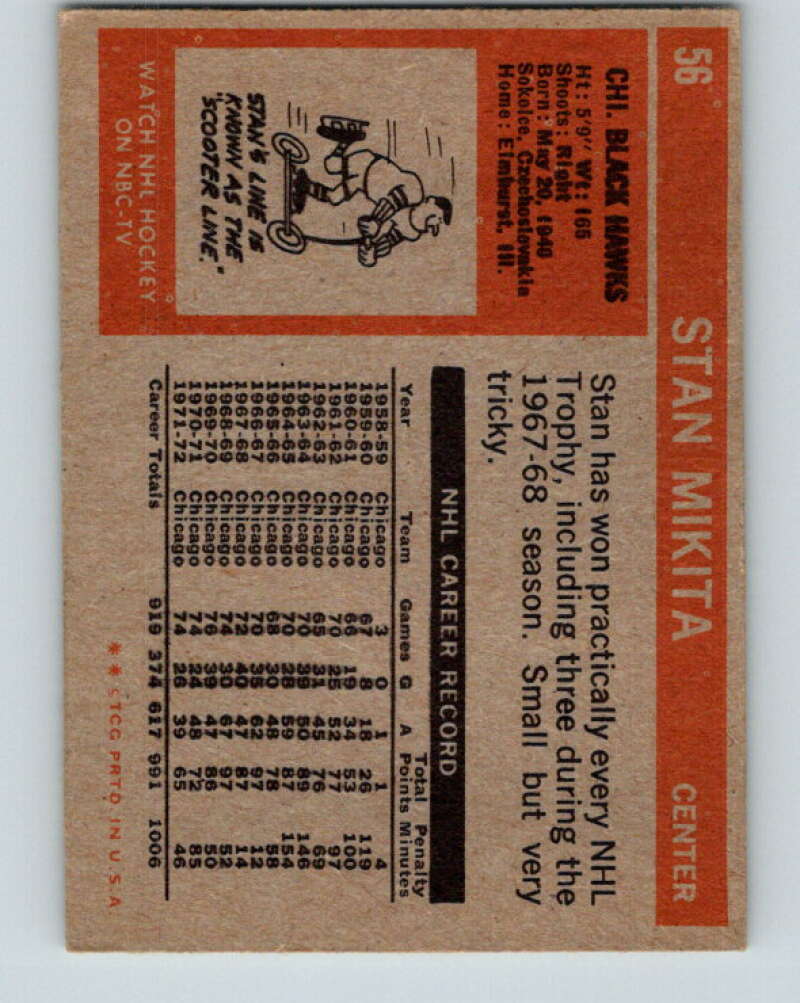 56 STAN MIKITA CENTER
CHI. BLACK HAWKS
Ht: 5'9" Wt: 165
Shoots: Right
Born: May 20, 1940
Sokolce, Czechoslovakia
Home: Elmhurst, Ill.
STAN'S LINE IS
KNOWN AS THE
"SCOOTER LINE."
WATCH NHL HOCKEY
ON NBC-TV
Stan has won practically every NHL
Trophy, including three during the
1967-68 season. Small but very
tricky.
NHL CAREER RECORD
Total Penalty
Year Team Games G A Points Minutes
1958-59 Chicago 3 0 1 1 4
1959-60 Chicago 67 8 18 26 119
1960-61 Chicago 66 19 34 53 100
1961-62 Chicago 70 25 52 77 97
1962-63 Chicago 65 31 45 76 69
1963-64 Chicago 70 39 50 89 146
1964-65 Chicago 70 28 59 87 154
1965-66 Chicago 68 30 48 78 58
1966-67 Chicago 70 35 62 97 12
1967-68 Chicago 72 40 47 87 14
1968-69 Chicago 74 30 67 97 52
1969-70 Chicago 76 39 47 86 50
1970-71 Chicago 74 24 48 72 85
1971-72 Chicago 74 26 39 65 46
Career Totals 919 374 617 991 1006
** ©TCG PRTD. IN U.S.A.